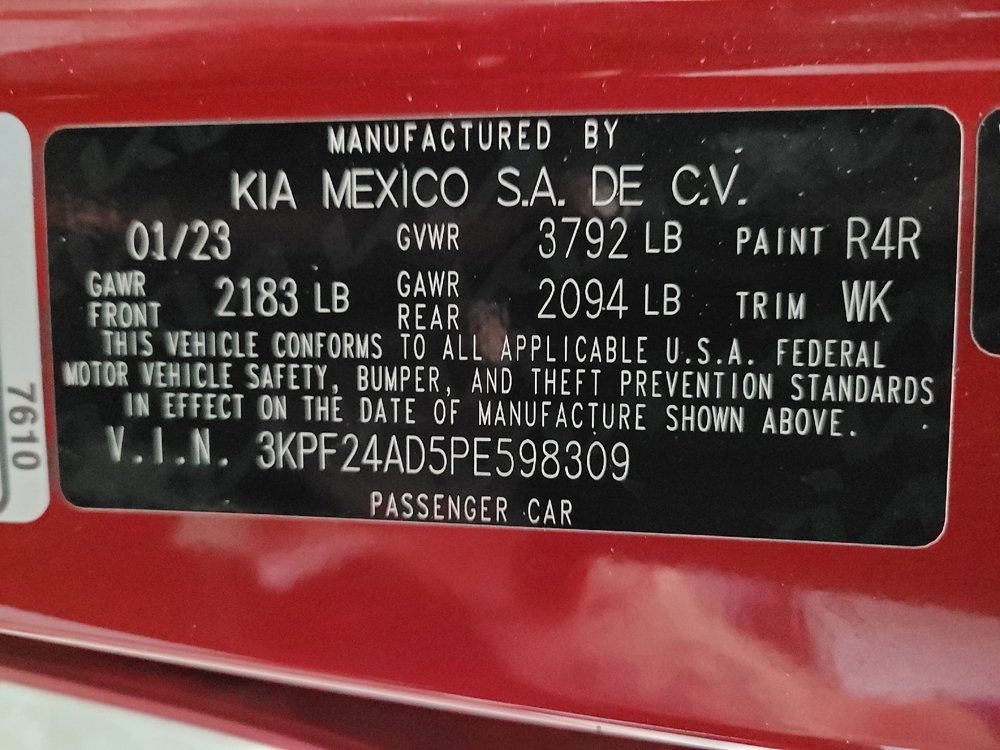 MANUFACTURED BY
KIA MEXICO S.A. DE C.V.
01/23 GVWR 3792 LB PAINT R4R
GAWR FRONT 2183 LB GAWR REAR 2094 LB TRIM WK
THIS VEHICLE CONFORMS TO ALL APPLICABLE U.S.A. FEDERAL
MOTOR VEHICLE SAFETY, BUMPER, AND THEFT PREVENTION STANDARDS
IN EFFECT ON THE DATE OF MANUFACTURE SHOWN ABOVE.
V.I.N. 3KPF24AD5PE598309
PASSENGER CAR
7610